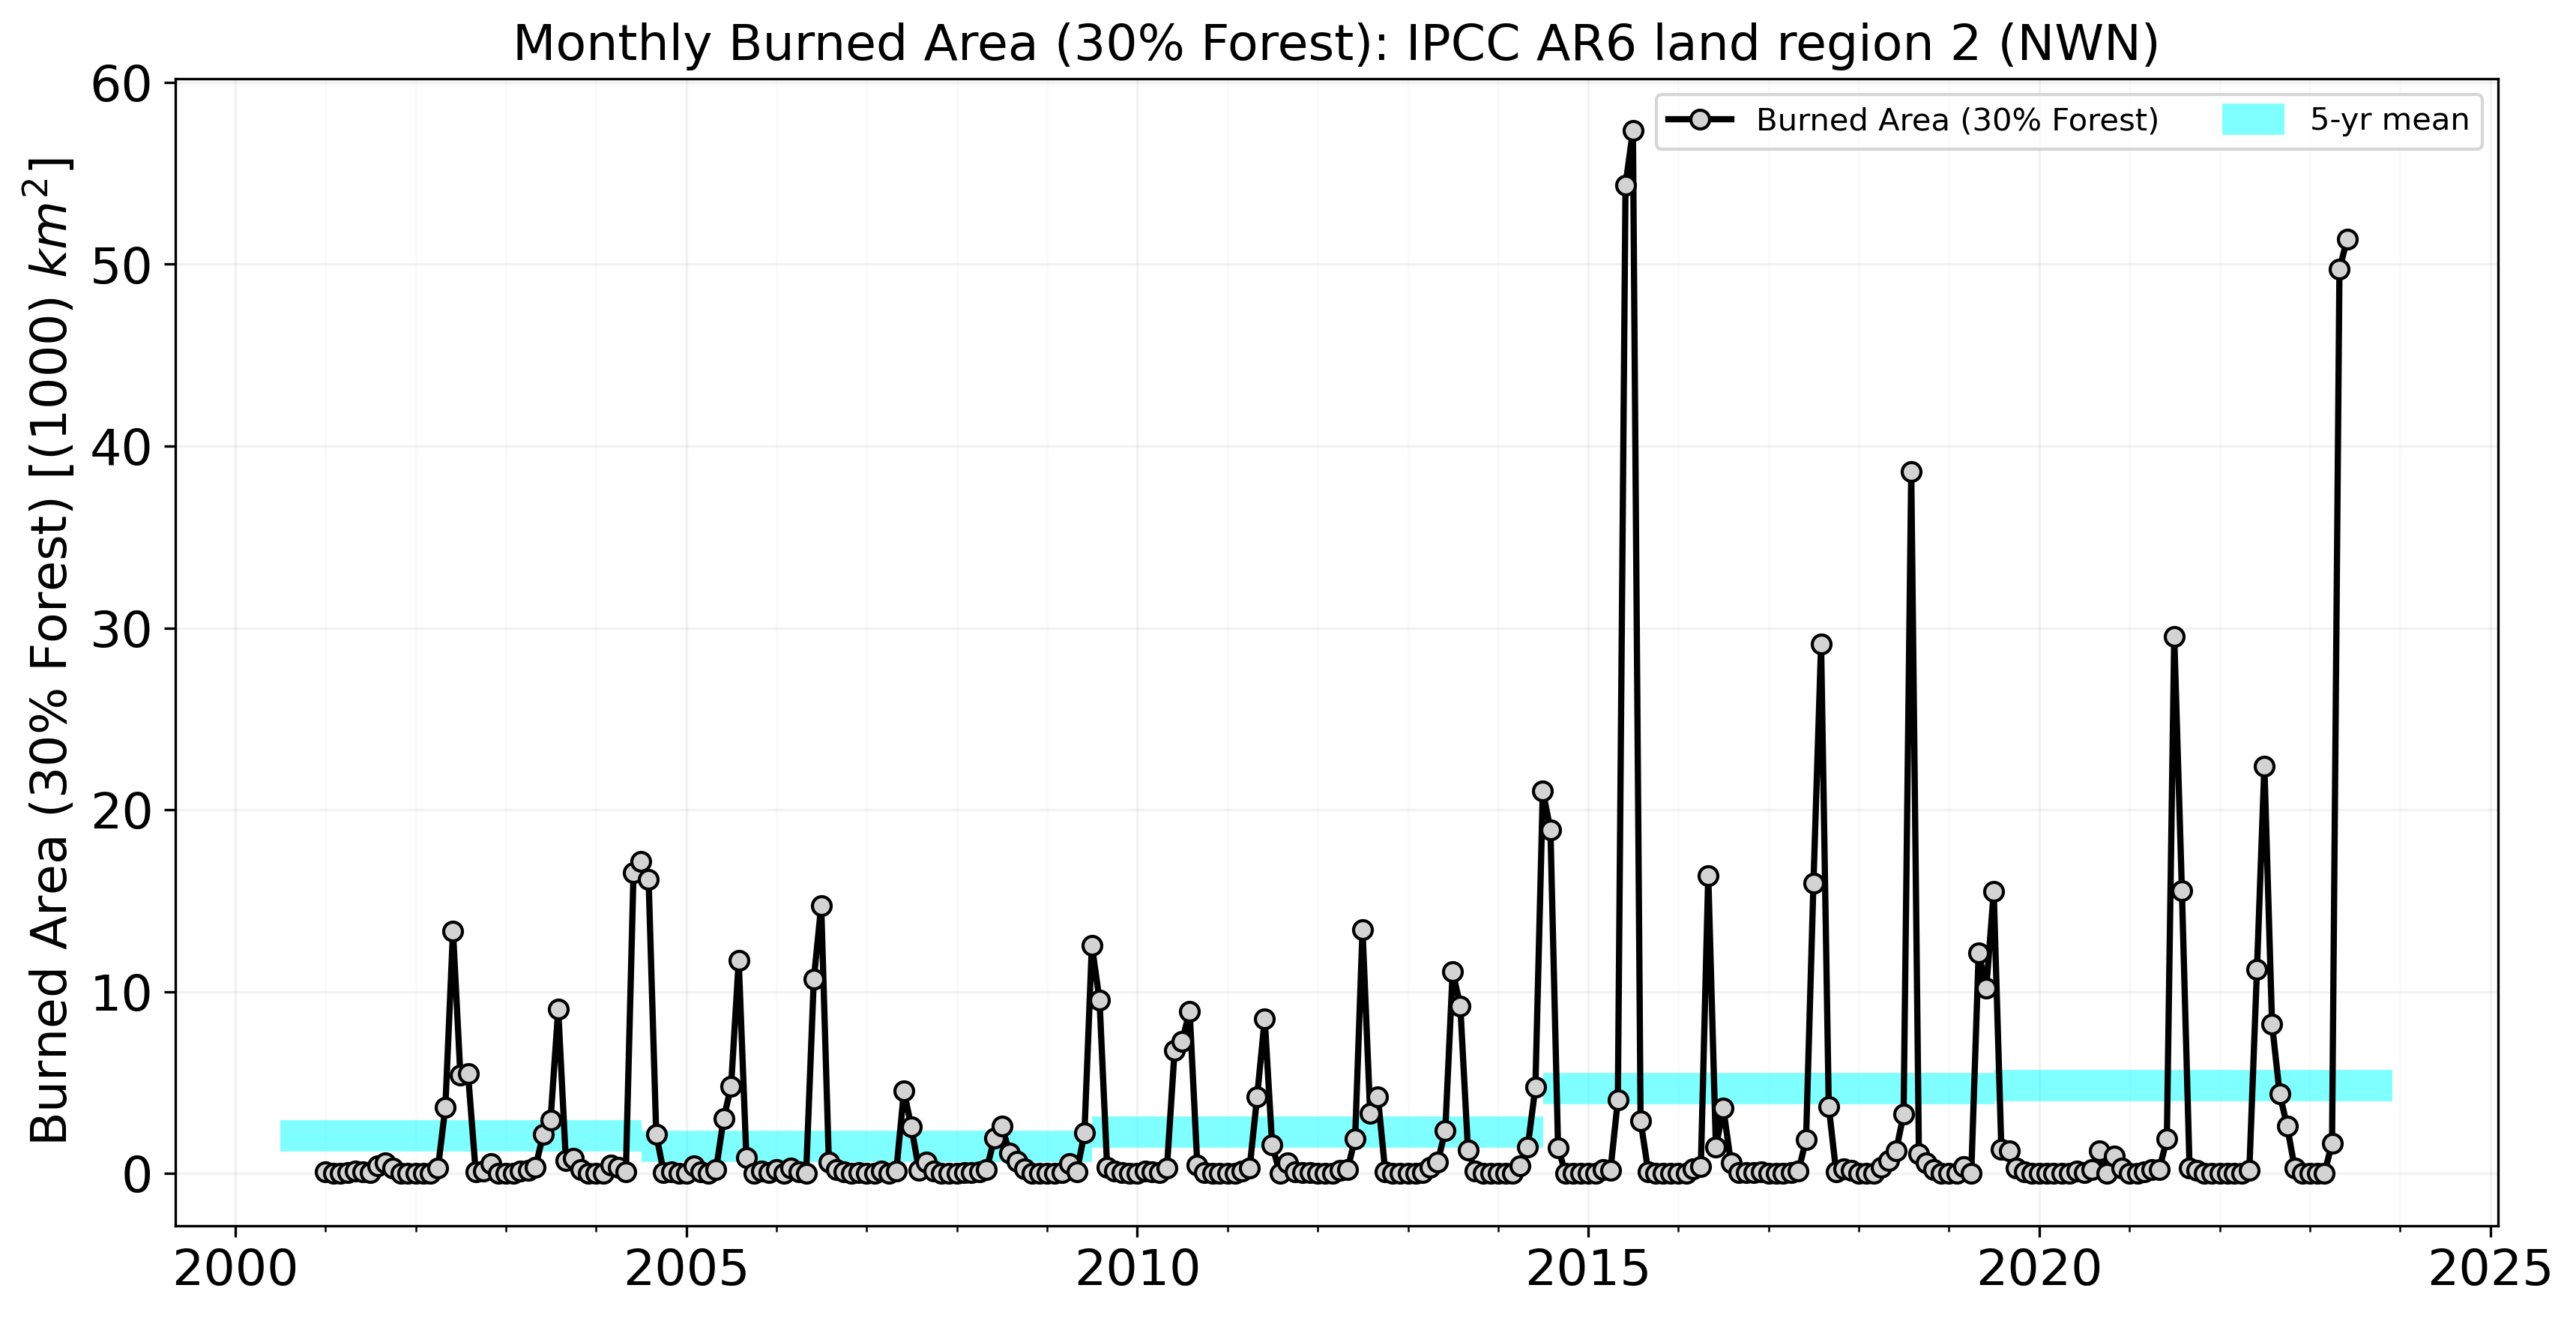 Monthly Burned Area (30% Forest): IPCC AR6 land region 2 (NWN)
Burned Area (30% Forest) [(1000) km²]
60
50
40
30
20
10
0
Burned Area (30% Forest) 5-yr mean
2000 2005 2010 2015 2020 2025